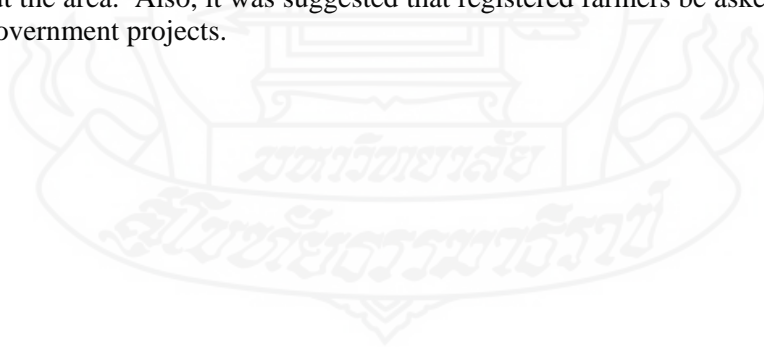 it the area. Also, it was suggested that registered farmers be aske
overnment projects.
มหาวิทยาลัย
สุโขทัยธรรมาธิราช